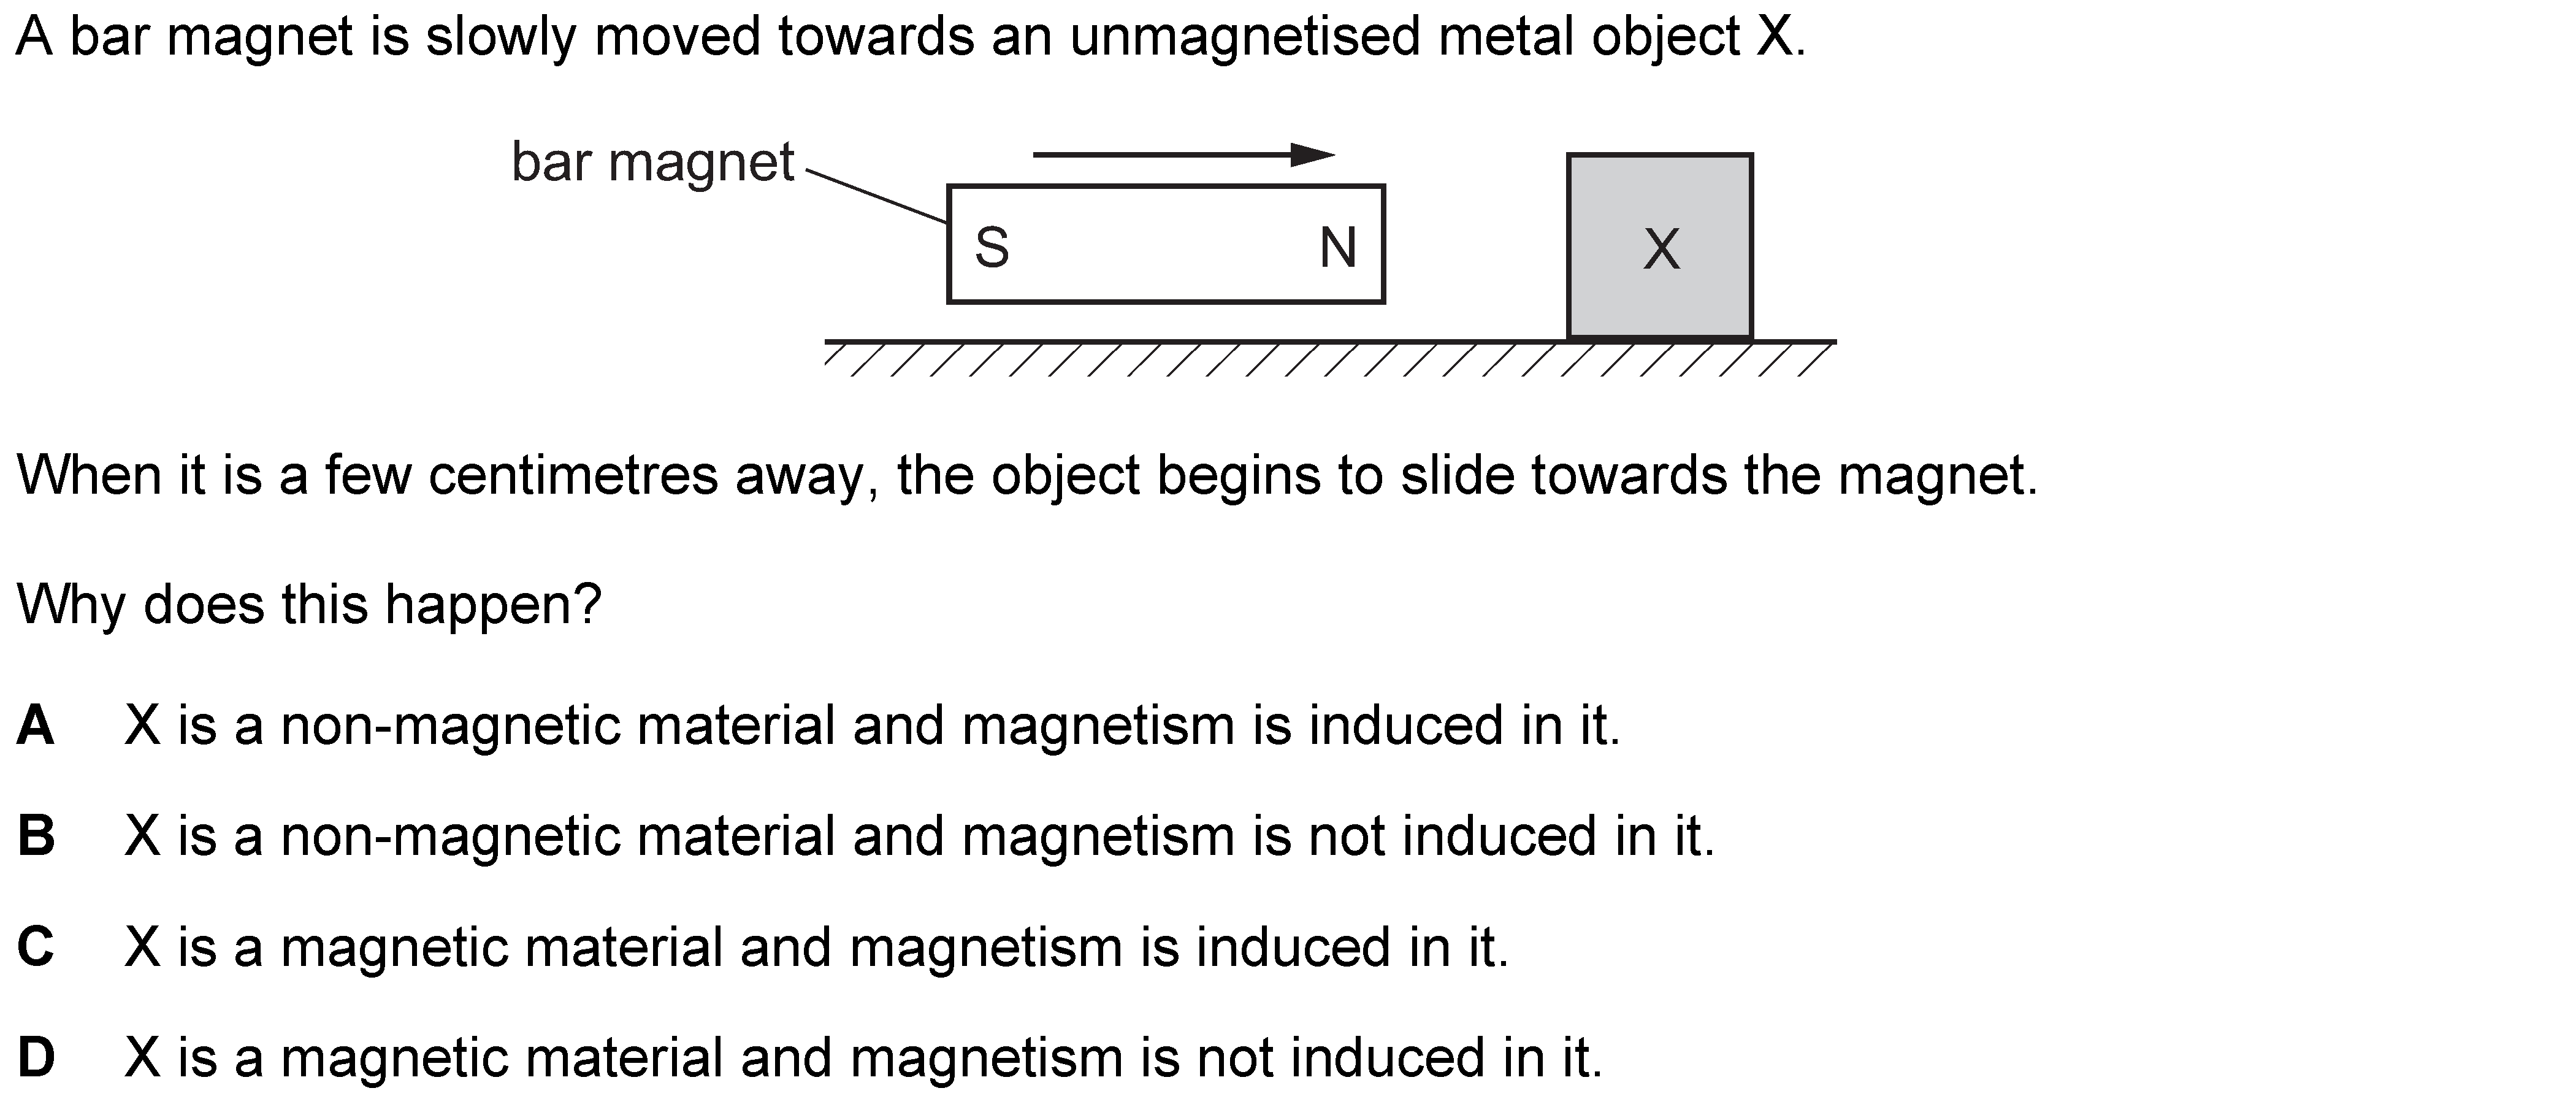 A bar magnet is slowly moved towards an unmagnetised metal object X.
bar magnet
S N X
When it is a few centimetres away, the object begins to slide towards the magnet.
Why does this happen?
A X is a non-magnetic material and magnetism is induced in it.
B X is a non-magnetic material and magnetism is not induced in it.
C X is a magnetic material and magnetism is induced in it.
D X is a magnetic material and magnetism is not induced in it.